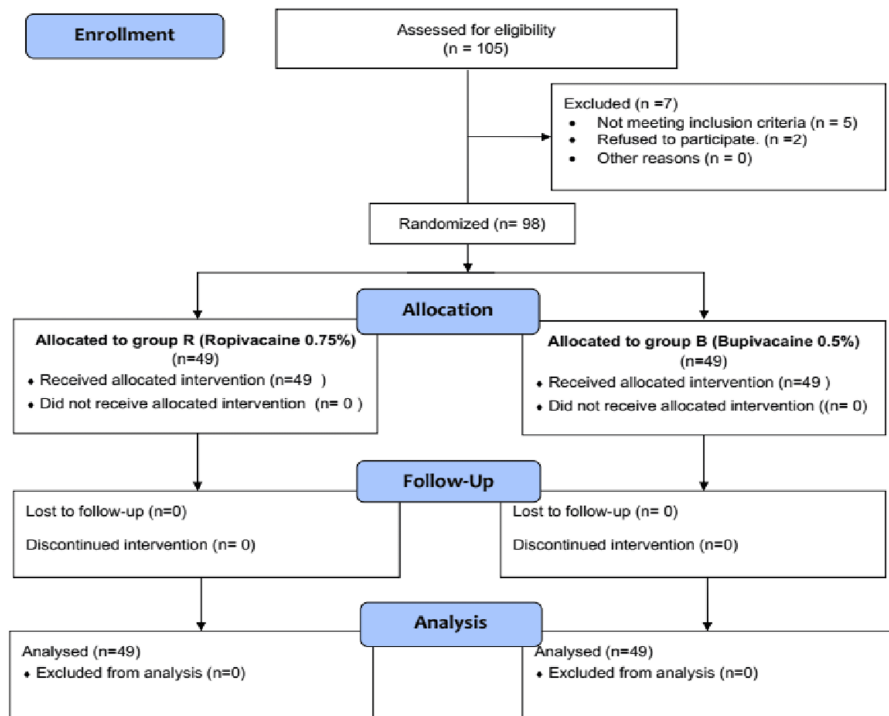 Enrollment
Assessed for eligibility
(n = 105)
Excluded (n =7)
• Not meeting inclusion criteria (n = 5)
• Refused to participate. (n =2)
• Other reasons (n = 0)
Randomized (n= 98)
Allocation
Allocated to group R (Ropivacaine 0.75%)
(n=49)
♦ Received allocated intervention (n=49 )
♦ Did not receive allocated intervention (n= 0 )
Allocated to group B (Bupivacaine 0.5%)
(n=49)
♦ Received allocated intervention (n=49 )
♦ Did not receive allocated intervention ((n= 0)
Follow-Up
Lost to follow-up (n=0)
Discontinued intervention (n= 0)
Lost to follow-up (n= 0)
Discontinued intervention (n=0)
Analysis
Analysed (n=49)
♦ Excluded from analysis (n=0)
Analysed (n=49)
♦ Excluded from analysis (n=0)